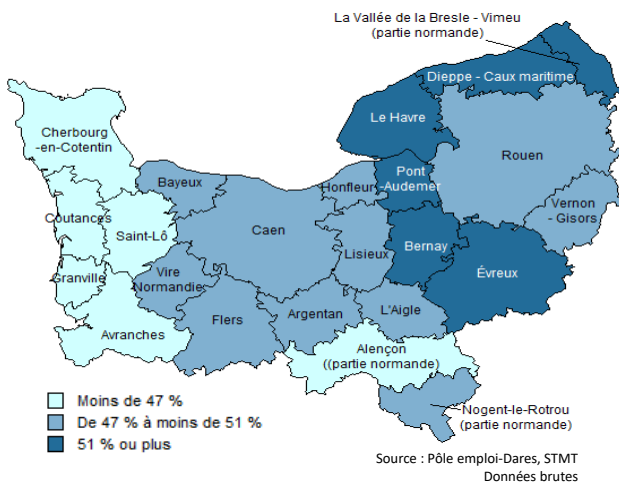 La Vallée de la Bresle - Vimeu
(partie normande)
Dieppe - Caux maritime
Le Havre
Cherbourg
-en-Cotentin
Rouen
Pont
-Audemer
Bayeux
Honfleur
Vernon
- Gisors
Coutances
Saint-Lô
Caen
Lisieux
Bernay
Granville
Vire
Normandie
Évreux
Flers
Argentan
L'Aigle
Avranches
Alençon
((partie normande)
Moins de 47 %
De 47 % à moins de 51 %
51 % ou plus
Nogent-le-Rotrou
(partie normande)
Source : Pôle emploi-Dares, STMT
Données brutes